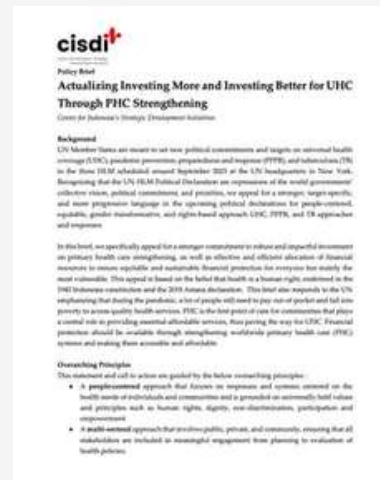 cisdi
Policy Brief
Actualizing Investing More and Investing Better for UHC
Through PHC Strengthening
Center for Indonesia's Strategic Development Initiatives
Background
UN Member States are meant to set new political commitments and targets on universal health
coverage (UHC), pandemic prevention, preparedness and response (PPPR), and tuberculosis (TB)
in the three HLM scheduled around September 2023 at the UN headquarters in New York.
Recognizing that the UN HLM Political Declaration are expressions of the world governments'
collective vision, political commitments, and priorities, we appeal for a stronger, target-specific,
and more progressive language in the upcoming political declarations for people-centered,
equitable, gender transformative, and rights-based approach UHC, PPPR, and TB approaches
and responses.
In this brief, we specifically appeal for a stronger commitment to robust and impactful investment
on primary health care strengthening, as well as effective and efficient allocation of financial
resources to ensure equitable and sustainable financial protection for everyone but mainly the
most vulnerable. This appeal is based on the belief that health is a human right, enshrined in the
1945 Indonesia constitution and the 2018 Astana declaration. This brief also responds to the UN
emphasizing that during the pandemic, a lot of people still need to pay out of pocket and fall into
poverty to access quality health services. PHC is the first point of care for communities that plays
a central role in providing essential affordable services, thus paving the way for UHC. Financial
protection should be available through strengthening worldwide primary health care (PHC)
systems and making them accessible and affordable.
Overarching Principles
This statement and call to action are guided by the below overarching principles:
● A people-centered approach that focuses on responses and systems centered on the
health needs of individuals and communities and is grounded on universally held values
and principles such as human rights, dignity, non-discrimination, participation and
empowerment
● A multi-sectoral approach that involves public, private, and community, ensuring that all
stakeholders are included in meaningful engagement from planning to evaluation of
health policies.